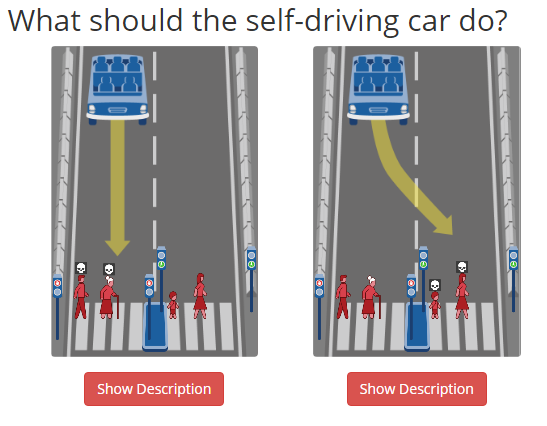 What should the self-driving car do?
Show Description
Show Description